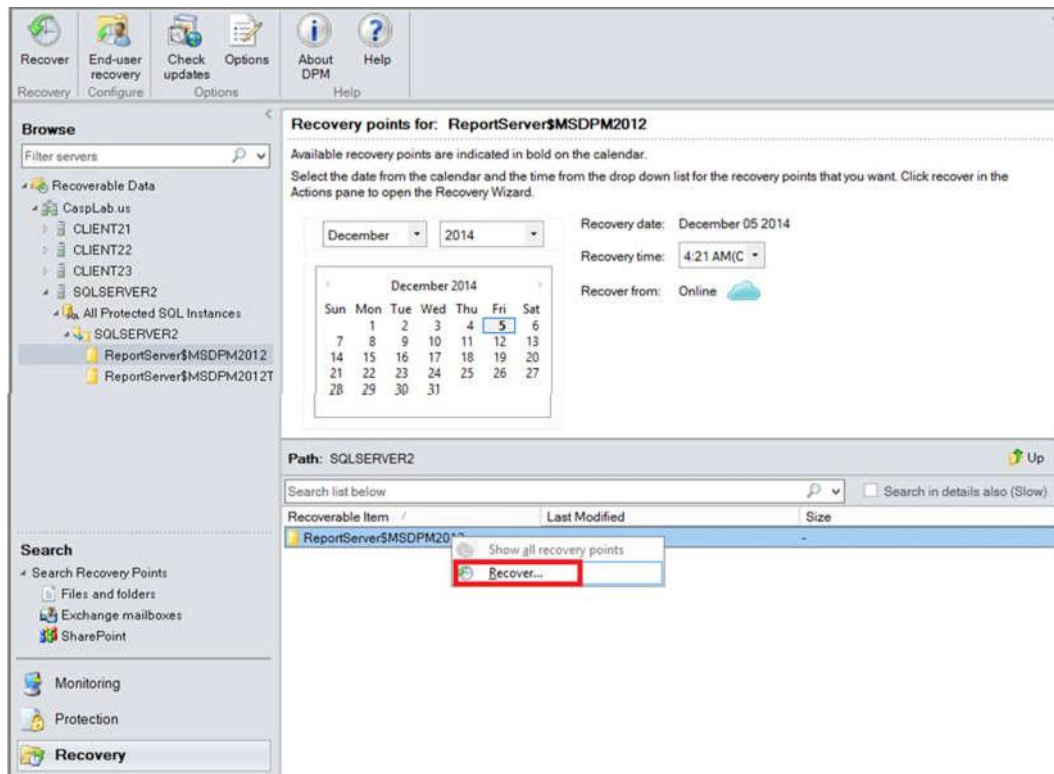 Recover
End-user recovery
Check updates
Options
About DPM
Help
Recovery
Configure
Options
Help
Browse
Filter servers
Recoverable Data
CaspLab.us
CLIENT21
CLIENT22
CLIENT23
SQLSERVER2
All Protected SQL Instances
SQLSERVER2
ReportServer$MSDPM2012
ReportServer$MSDPM2012T
Search
Search Recovery Points
Files and folders
Exchange mailboxes
SharePoint
Monitoring
Protection
Recovery
Recovery points for: ReportServer$MSDPM2012
Available recovery points are indicated in bold on the calendar.
Select the date from the calendar and the time from the drop down list for the recovery points that you want. Click recover in the
Actions pane to open the Recovery Wizard.
December 2014
December 2014
Sun Mon Tue Wed Thu Fri Sat
1 2 3 4 5 6
7 8 9 10 11 12 13
14 15 16 17 18 19 20
21 22 23 24 25 26 27
28 29 30 31
Recovery date: December 05 2014
Recovery time: 4:21 AM(C
Recover from: Online
Path: SQLSERVER2
Up
Search list below
Search in details also (Slow)
Recoverable Item Last Modified Size
ReportServer$MSDPM2012 -
Show all recovery points
Recover...